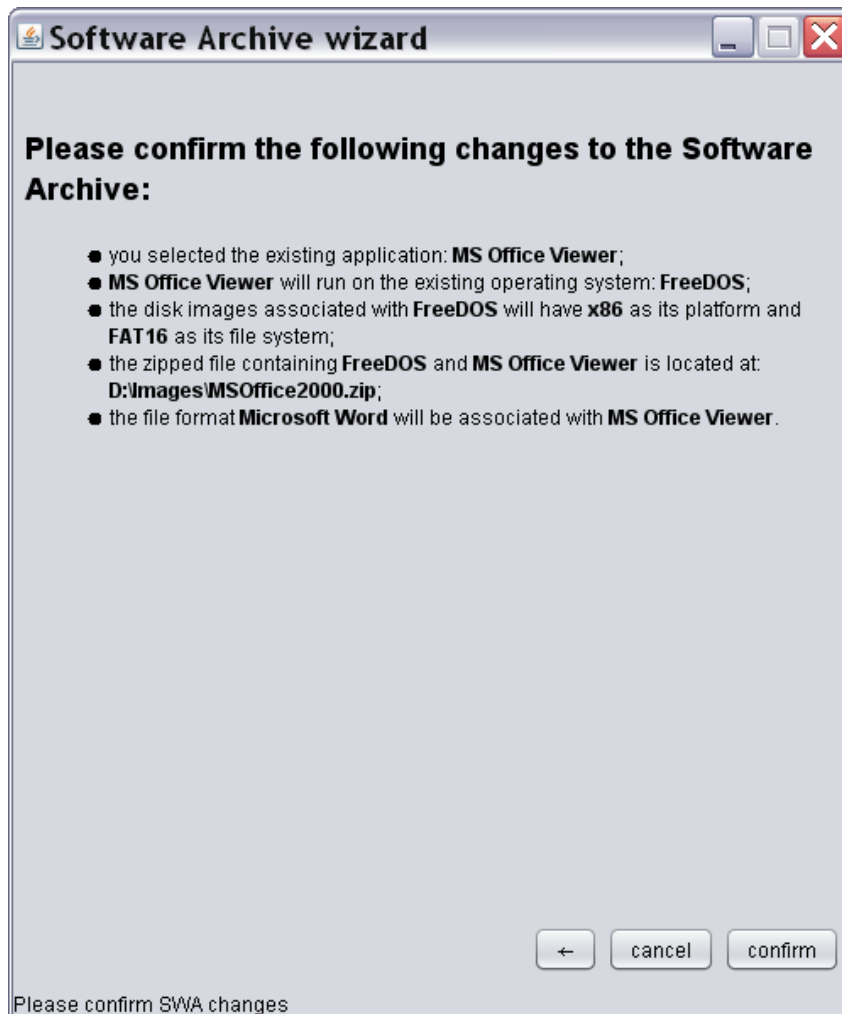 Software Archive wizard
Please confirm the following changes to the Software
Archive:
you selected the existing application: MS Office Viewer;
MS Office Viewer will run on the existing operating system: FreeDOS;
the disk images associated with FreeDOS will have x86 as its platform and
FAT16 as its file system;
the zipped file containing FreeDOS and MS Office Viewer is located at:
D:\Images\MSOffice2000.zip;
the file format Microsoft Word will be associated with MS Office Viewer.
← cancel confirm
Please confirm SWA changes